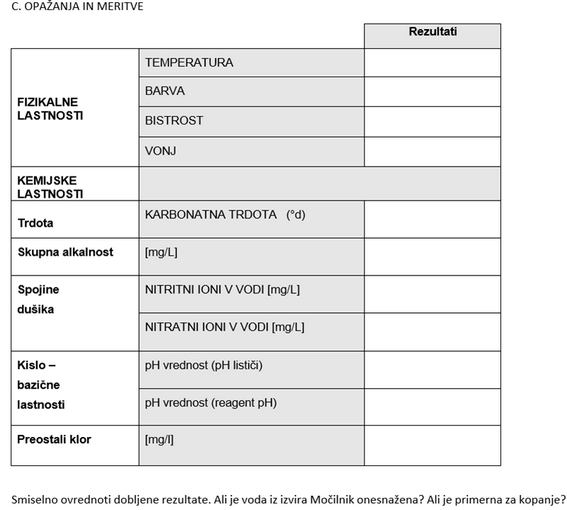 C. OPAŽANJA IN MERITVE
Rezultati
FIZIKALNE
LASTNOSTI
TEMPERATURA
BARVA
BISTROST
VONJ
KEMIJSKE
LASTNOSTI
Trdota
KARBONATNA TRDOTA (°d)
Skupna alkalnost
[mg/L]
Spojine
dušika
NITRITNI IONI V VODI [mg/L]
NITRATNI IONI V VODI [mg/L]
Kislo –
bazične
lastnosti
pH vrednost (pH lističi)
pH vrednost (reagent pH)
Preostali klor
[mg/l]
Smiselno ovrednoti dobljene rezultate. Ali je voda iz izvira Močilnik onesnažena? Ali je primerna za kopanje?